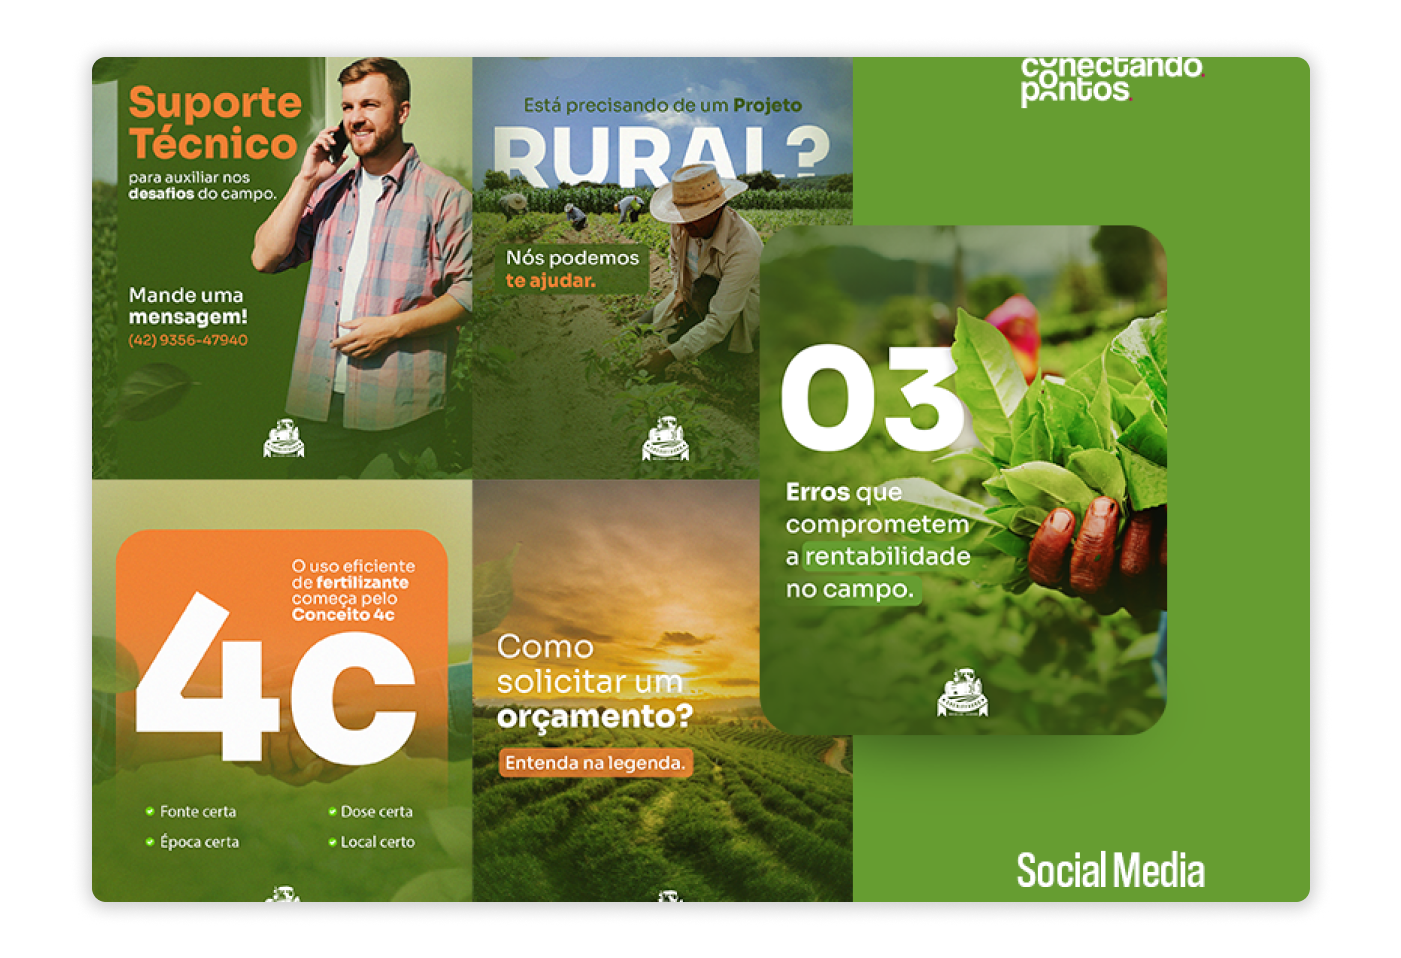 Suporte
Técnico
para auxiliar nos
desafios do campo.
Mande uma
mensagem!
(42) 9356-47940
Está precisando de um Projeto
RURAL?
Nós podemos
te ajudar.
conectando
pontos.
03
Erros que
comprometem
a rentabilidade
no campo.
O uso eficiente
de fertilizante
começa pelo
Conceito 4c
4c
Fonte certa
Dose certa
Época certa
Local certo
Como
solicitar um
orçamento?
Entenda na legenda.
Social Media